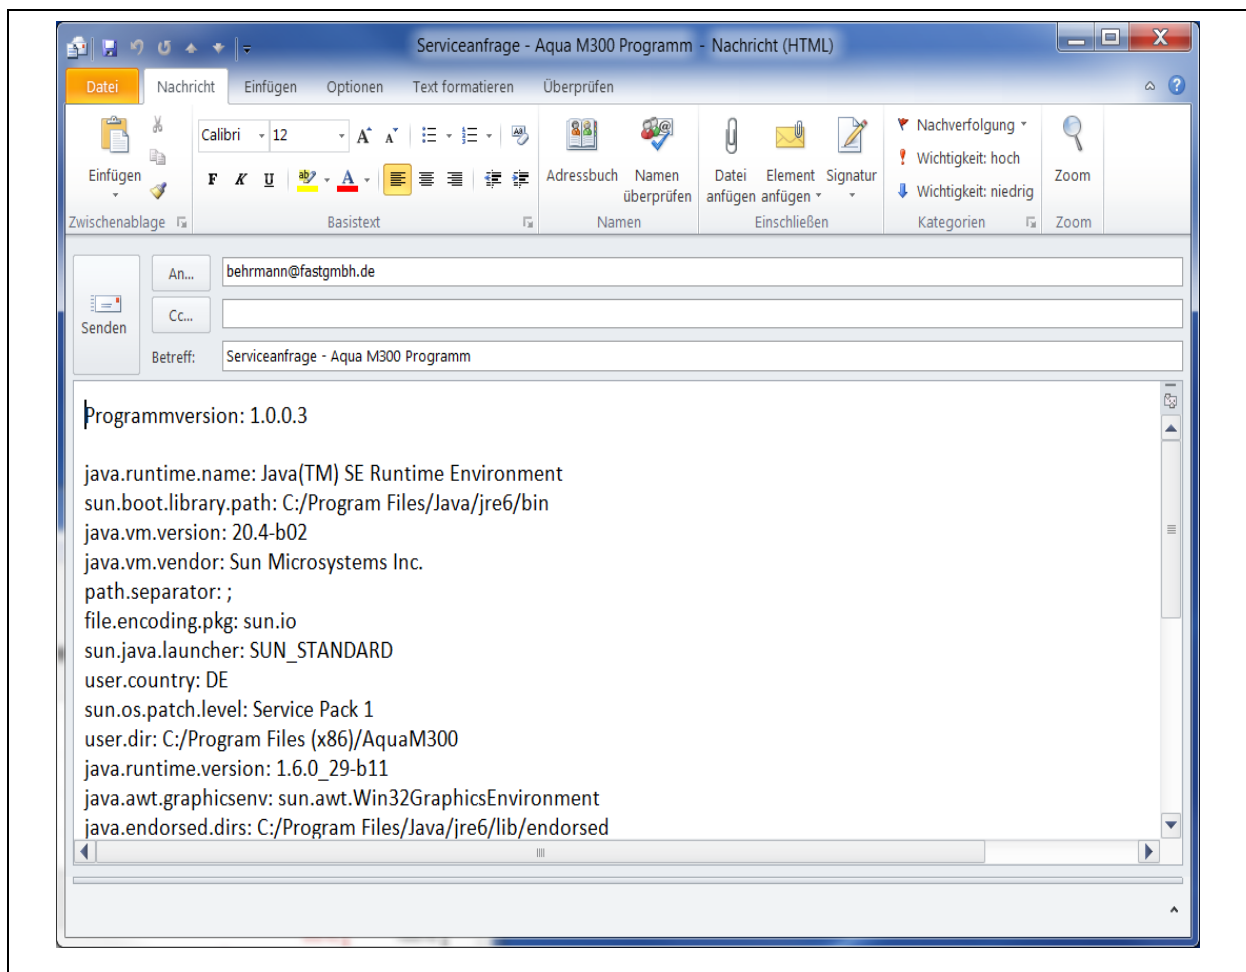 Serviceanfrage - Aqua M300 Programm - Nachricht (HTML)
Datei Nachricht Einfügen Optionen Text formatieren Überprüfen
Einfügen
Zwischenablage
Calibri 12
F K U
Basistext
Adressbuch Namen überprüfen
Namen
Datei anfügen Element anfügen Signatur
Einschließen
Nachverfolgung
Wichtigkeit: hoch
Wichtigkeit: niedrig
Kategorien
Zoom
Zoom
Senden
An... behrmann@fastgmbh.de
Cc...
Betreff: Serviceanfrage - Aqua M300 Programm
Programmversion: 1.0.0.3
java.runtime.name: Java(TM) SE Runtime Environment
sun.boot.library.path: C:/Program Files/Java/jre6/bin
java.vm.version: 20.4-b02
java.vm.vendor: Sun Microsystems Inc.
path.separator: ;
file.encoding.pkg: sun.io
sun.java.launcher: SUN_STANDARD
user.country: DE
sun.os.patch.level: Service Pack 1
user.dir: C:/Program Files (x86)/AquaM300
java.runtime.version: 1.6.0_29-b11
java.awt.graphicsenv: sun.awt.Win32GraphicsEnvironment
java.endorsed.dirs: C:/Program Files/Java/jre6/lib/endorsed